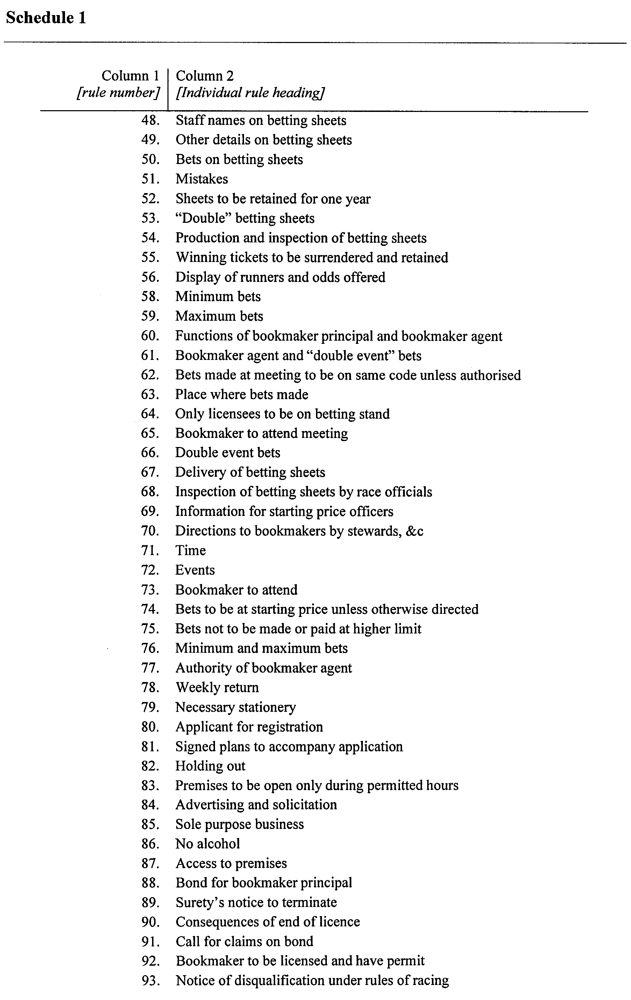 Schedule 1
Column 1 Column 2
[rule number] [Individual rule heading]
48. Staff names on betting sheets
49. Other details on betting sheets
50. Bets on betting sheets
51. Mistakes
52. Sheets to be retained for one year
53. “Double” betting sheets
54. Production and inspection of betting sheets
55. Winning tickets to be surrendered and retained
56. Display of runners and odds offered
58. Minimum bets
59. Maximum bets
60. Functions of bookmaker principal and bookmaker agent
61. Bookmaker agent and “double event” bets
62. Bets made at meeting to be on same code unless authorised
63. Place where bets made
64. Only licensees to be on betting stand
65. Bookmaker to attend meeting
66. Double event bets
67. Delivery of betting sheets
68. Inspection of betting sheets by race officials
69. Information for starting price officers
70. Directions to bookmakers by stewards, &c
71. Time
72. Events
73. Bookmaker to attend
74. Bets to be at starting price unless otherwise directed
75. Bets not to be made or paid at higher limit
76. Minimum and maximum bets
77. Authority of bookmaker agent
78. Weekly return
79. Necessary stationery
80. Applicant for registration
81. Signed plans to accompany application
82. Holding out
83. Premises to be open only during permitted hours
84. Advertising and solicitation
85. Sole purpose business
86. No alcohol
87. Access to premises
88. Bond for bookmaker principal
89. Surety’s notice to terminate
90. Consequences of end of licence
91. Call for claims on bond
92. Bookmaker to be licensed and have permit
93. Notice of disqualification under rules of racing